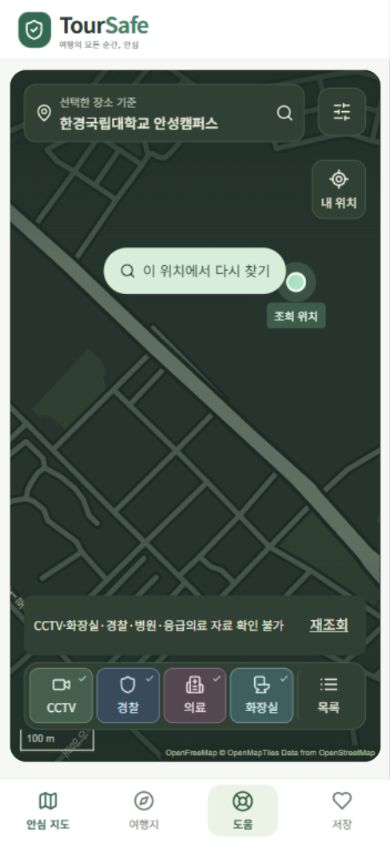 TourSafe
여행의 모든 순간, 안심
선택한 장소 기준
한경국립대학교 안성캠퍼스
내 위치
이 위치에서 다시 찾기
조회 위치
CCTV·화장실·경찰·병원·응급의료 자료 확인 불가
재조회
CCTV
경찰
의료
화장실
목록
100 m
OpenFreeMap © OpenMapTiles Data from OpenStreetMap
안심 지도
여행지
도움
저장